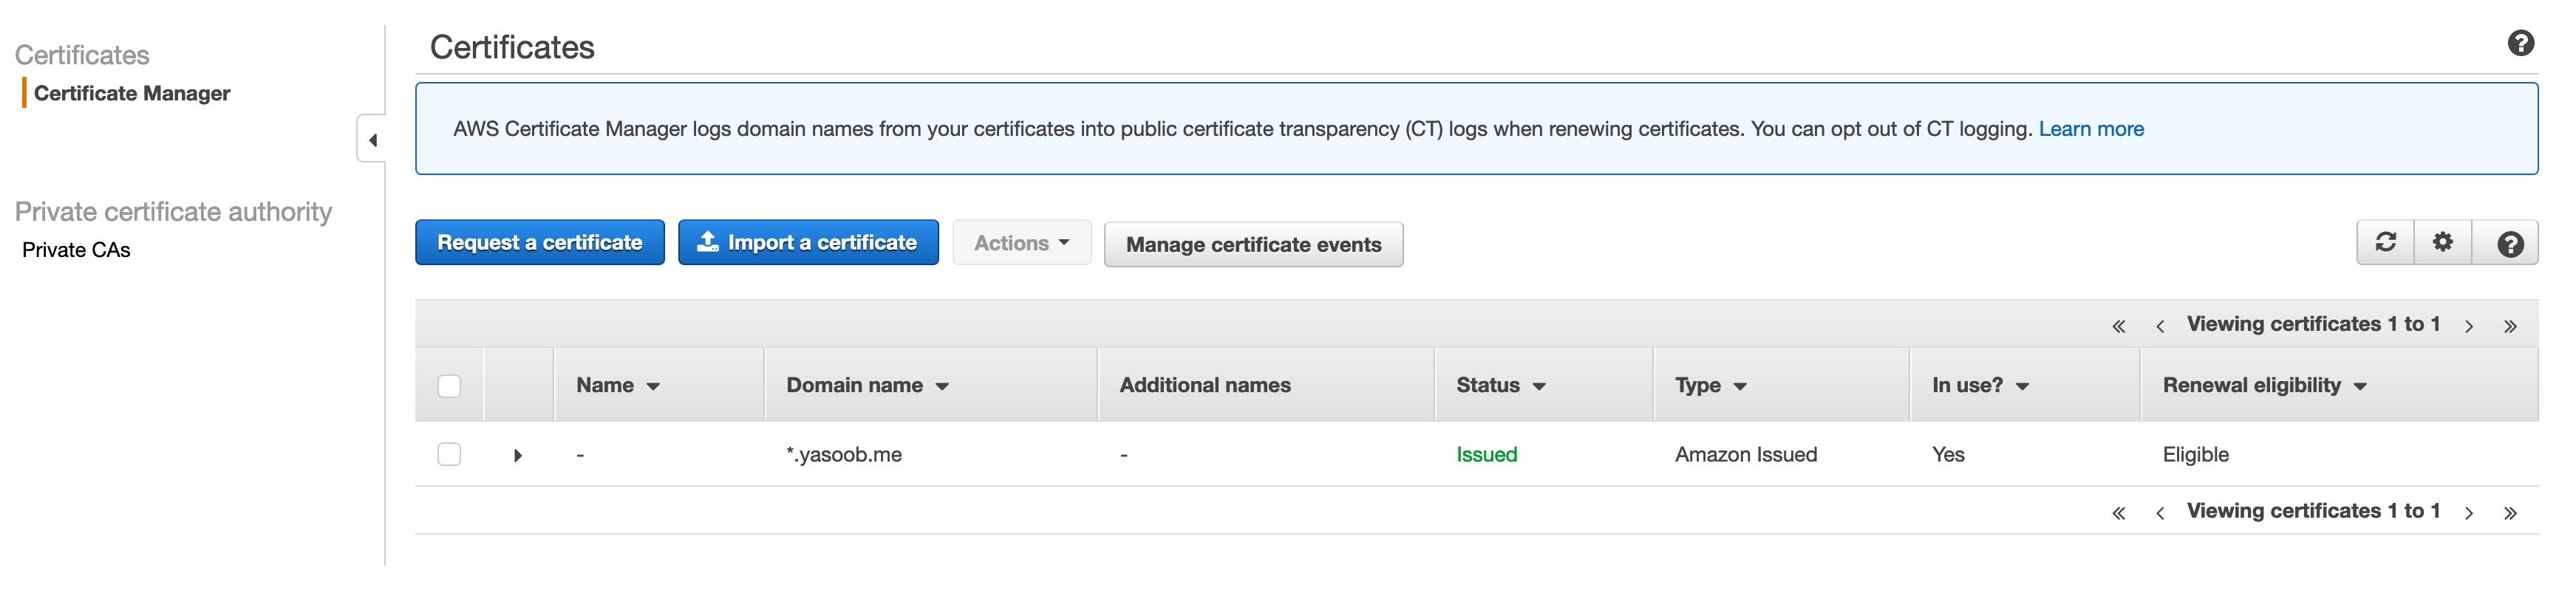 Certificates
Certificate Manager
Private certificate authority
Private CAs
Certificates
AWS Certificate Manager logs domain names from your certificates into public certificate transparency (CT) logs when renewing certificates. You can opt out of CT logging. Learn more
Request a certificate Import a certificate Actions Manage certificate events
« < Viewing certificates 1 to 1 > »
Name Domain name Additional names Status Type In use? Renewal eligibility
- *.yasoob.me - Issued Amazon Issued Yes Eligible
« < Viewing certificates 1 to 1 > »